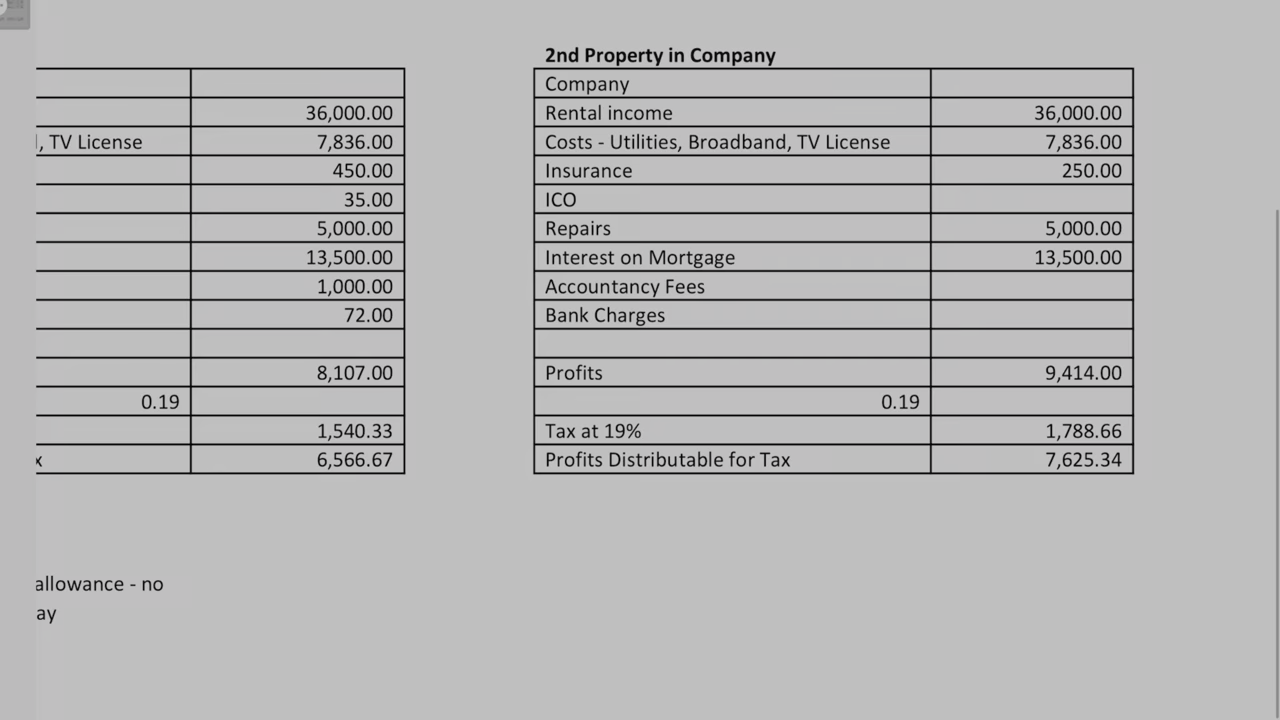 36,000.00
, TV License 7,836.00
450.00
35.00
5,000.00
13,500.00
1,000.00
72.00
8,107.00
0.19
1,540.33
x 6,566.67
allowance - no
ay
2nd Property in Company
Company
Rental income 36,000.00
Costs - Utilities, Broadband, TV License 7,836.00
Insurance 250.00
ICO
Repairs 5,000.00
Interest on Mortgage 13,500.00
Accountancy Fees
Bank Charges
Profits 9,414.00
0.19
Tax at 19% 1,788.66
Profits Distributable for Tax 7,625.34